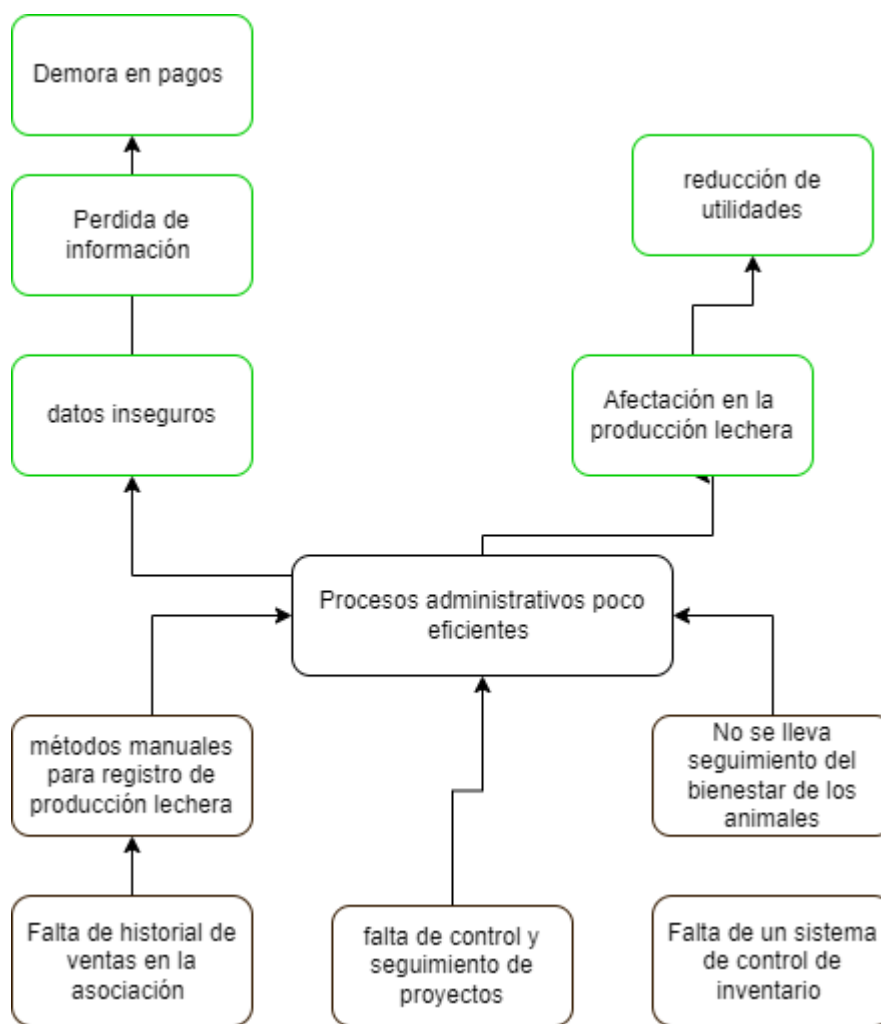 Demora en pagos
Perdida de
información
reducción de
utilidades
datos inseguros
Afectación en la
producción lechera
Procesos administrativos poco
eficientes
métodos manuales
para registro de
producción lechera
No se lleva
seguimiento del
bienestar de los
animales
Falta de historial de
ventas en la
asociación
falta de control y
seguimiento de
proyectos
Falta de un sistema
de control de
inventario